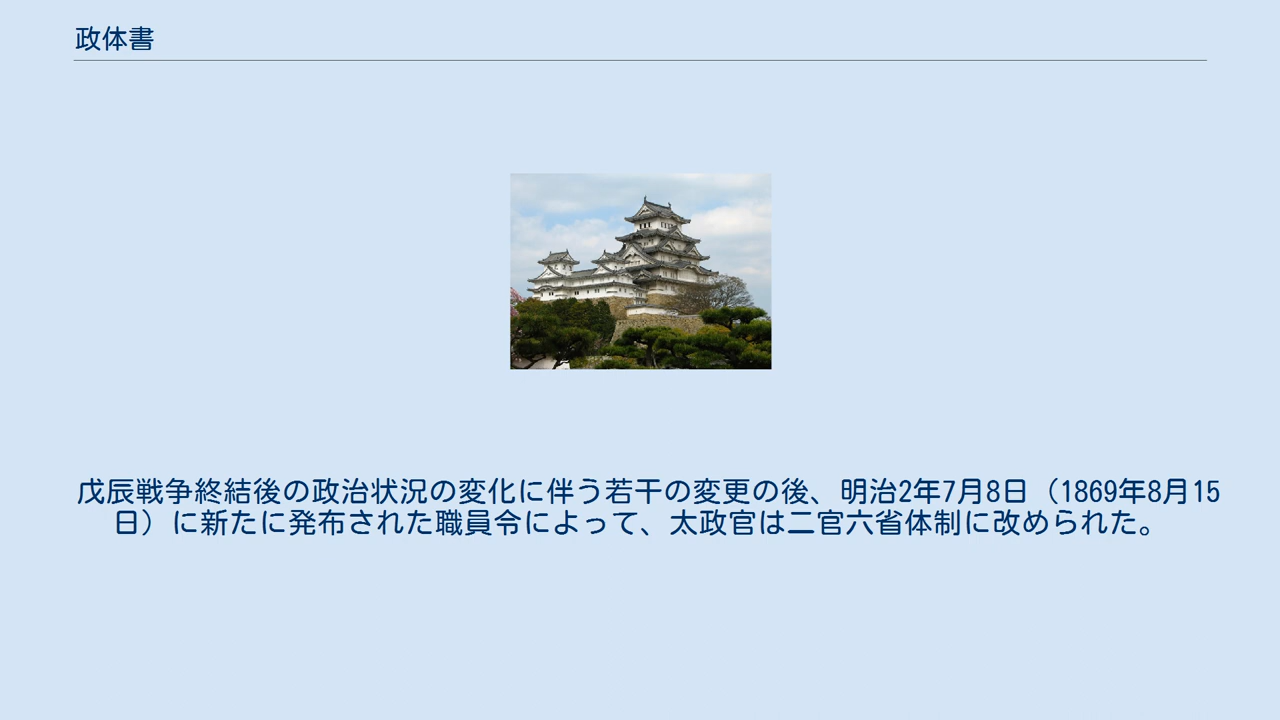 政体書
戊辰戦争終結後の政治状況の変化に伴う若干の変更の後、明治2年7月8日（1869年8月15
日）に新たに発布された職員令によって、太政官は二官六省体制に改められた。